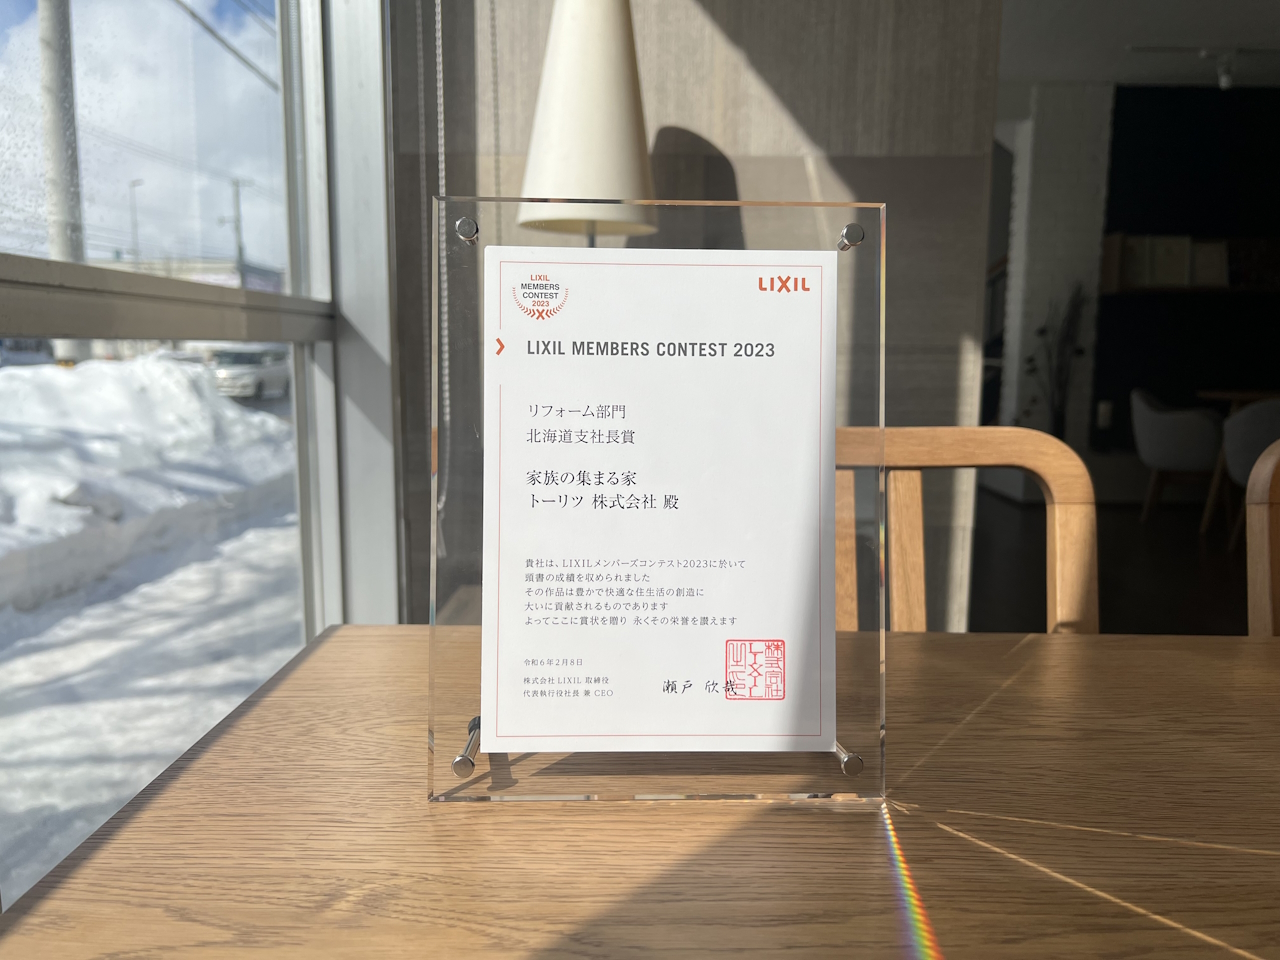 LIXIL
MEMBERS
CONTEST
2023
LIXIL
LIXIL MEMBERS CONTEST 2023
リフォーム部門
北海道支社長賞
家族の集まる家
トーリツ 株式会社 殿
貴社は、LIXILメンバーズコンテスト2023に於いて
頭書の成績を収められました
その作品は豊かで快適な住生活の創造に
大いに貢献されるものであります
よってここに賞状を贈り 永くその栄誉を讃えます
令和6年2月8日
株式会社 LIXIL 取締役
代表執行役社長 兼 CEO
瀬戸 欣哉
株式会社
LIXIL
之印